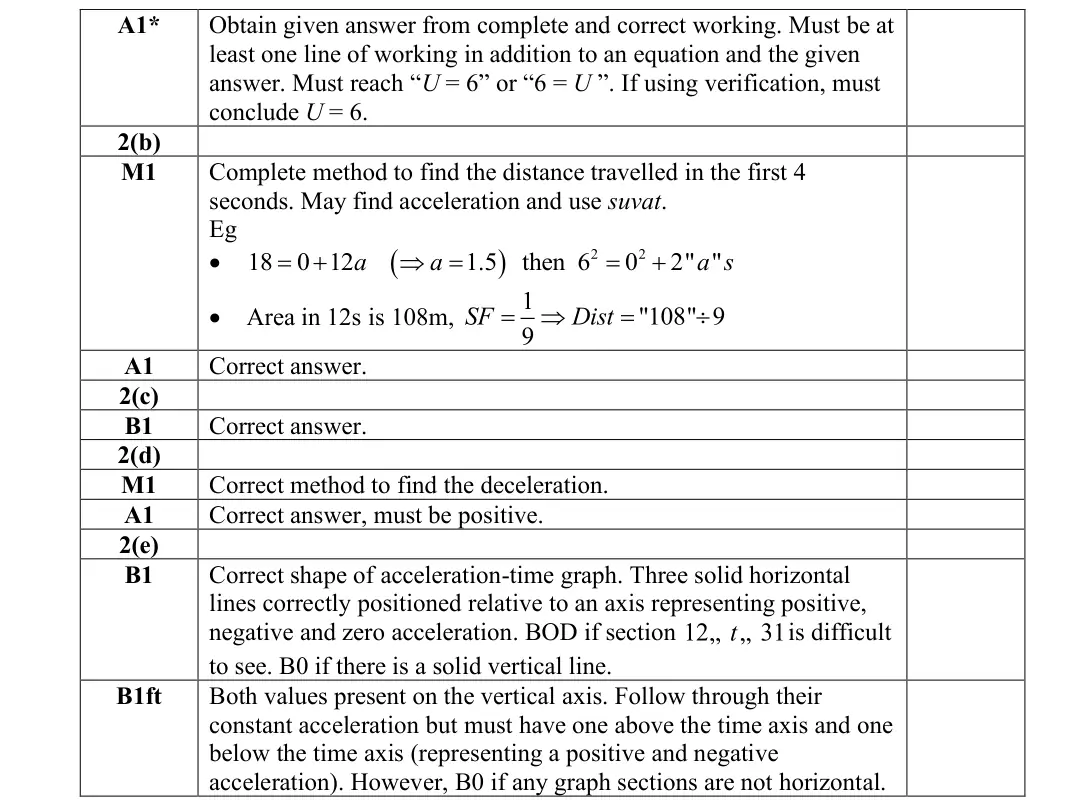 A1* Obtain given answer from complete and correct working. Must be at
least one line of working in addition to an equation and the given
answer. Must reach “U = 6” or “6 = U ”. If using verification, must
conclude U = 6.
2(b)
M1 Complete method to find the distance travelled in the first 4
seconds. May find acceleration and use suvat.
Eg
• 18 = 0 + 12a (⇒ a = 1.5) then 6² = 0² + 2"a"s
• Area in 12s is 108m, SF = 1/9 ⇒ Dist = "108" ÷ 9
A1 Correct answer.
2(c)
B1 Correct answer.
2(d)
M1 Correct method to find the deceleration.
A1 Correct answer, must be positive.
2(e)
B1 Correct shape of acceleration-time graph. Three solid horizontal
lines correctly positioned relative to an axis representing positive,
negative and zero acceleration. BOD if section 12„ t„ 31 is difficult
to see. B0 if there is a solid vertical line.
B1ft Both values present on the vertical axis. Follow through their
constant acceleration but must have one above the time axis and one
below the time axis (representing a positive and negative
acceleration). However, B0 if any graph sections are not horizontal.